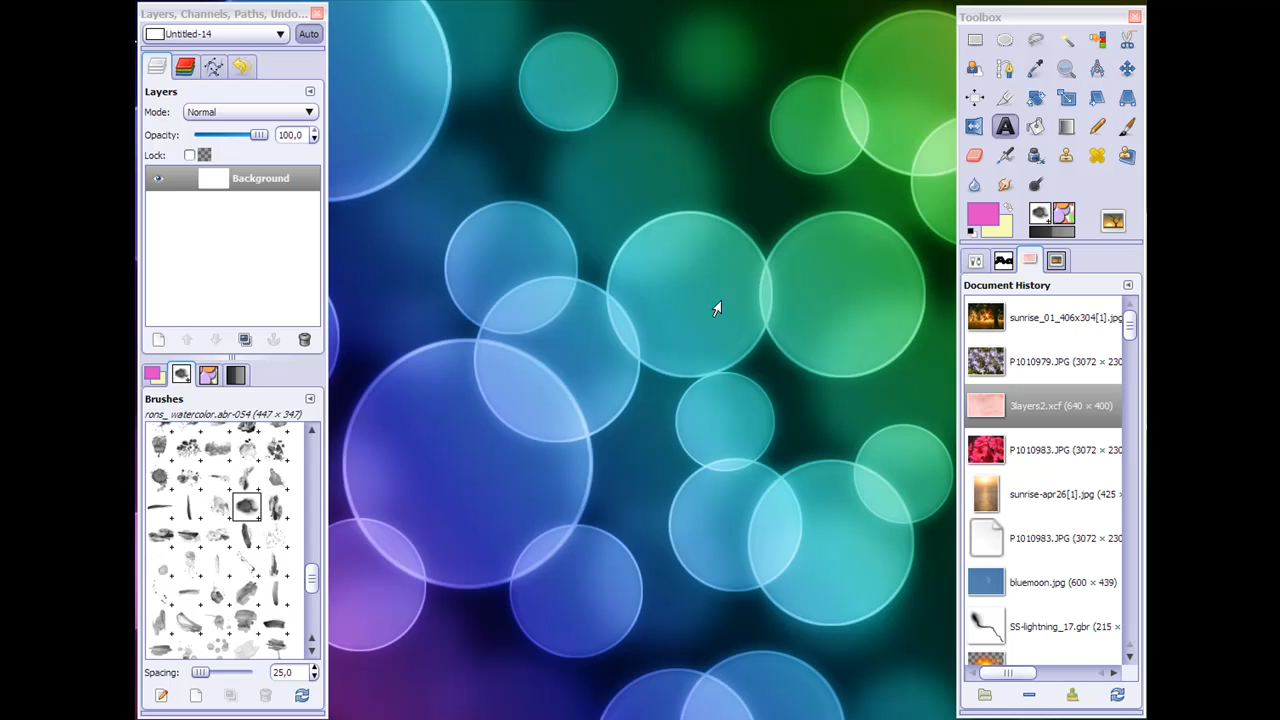 Layers, Channels, Paths, Undo...
Untitled-14
Auto
Layers
Mode: Normal
Opacity: 100,0
Lock:
Background
Brushes
rons_ watercolor.abr-054 (447 × 347)
Spacing: 25,0
Toolbox
Document History
sunrise_01_406x304[1].jpg
P1010979.JPG (3072 × 230
3layers2.xcf (640 × 400)
P1010983.JPG (3072 × 230
sunrise-apr26[1].jpg (425 ×
P1010983.JPG (3072 × 230
bluemoon.jpg (600 × 439)
SS-lightning_17.gbr (215 ×